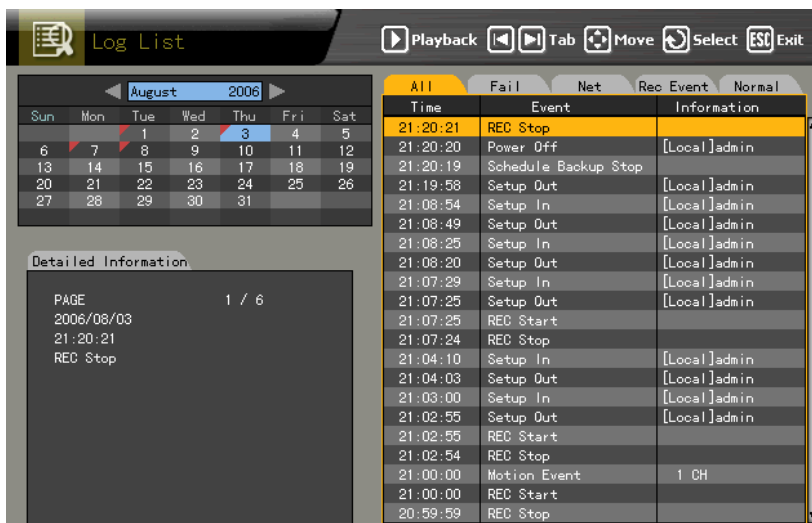 Log List
Playback Tab Move Select ESC Exit
August 2006
Sun Mon Tue Wed Thu Fri Sat
1 2 3 4 5
6 7 8 9 10 11 12
13 14 15 16 17 18 19
20 21 22 23 24 25 26
27 28 29 30 31
Detailed Information
PAGE 1 / 6
2006/08/03
21:20:21
REC Stop
All Fail Net Rec Event Normal
Time Event Information
21:20:21 REC Stop
21:20:20 Power Off [Local]admin
21:20:19 Schedule Backup Stop
21:19:58 Setup Out [Local]admin
21:08:54 Setup In [Local]admin
21:08:49 Setup Out [Local]admin
21:08:25 Setup In [Local]admin
21:08:20 Setup Out [Local]admin
21:07:29 Setup In [Local]admin
21:07:25 Setup Out [Local]admin
21:07:25 REC Start
21:07:24 REC Stop
21:04:10 Setup In [Local]admin
21:04:03 Setup Out [Local]admin
21:03:00 Setup In [Local]admin
21:02:55 Setup Out [Local]admin
21:02:55 REC Start
21:02:54 REC Stop
21:00:00 Motion Event 1 CH
21:00:00 REC Start
20:59:59 REC Stop